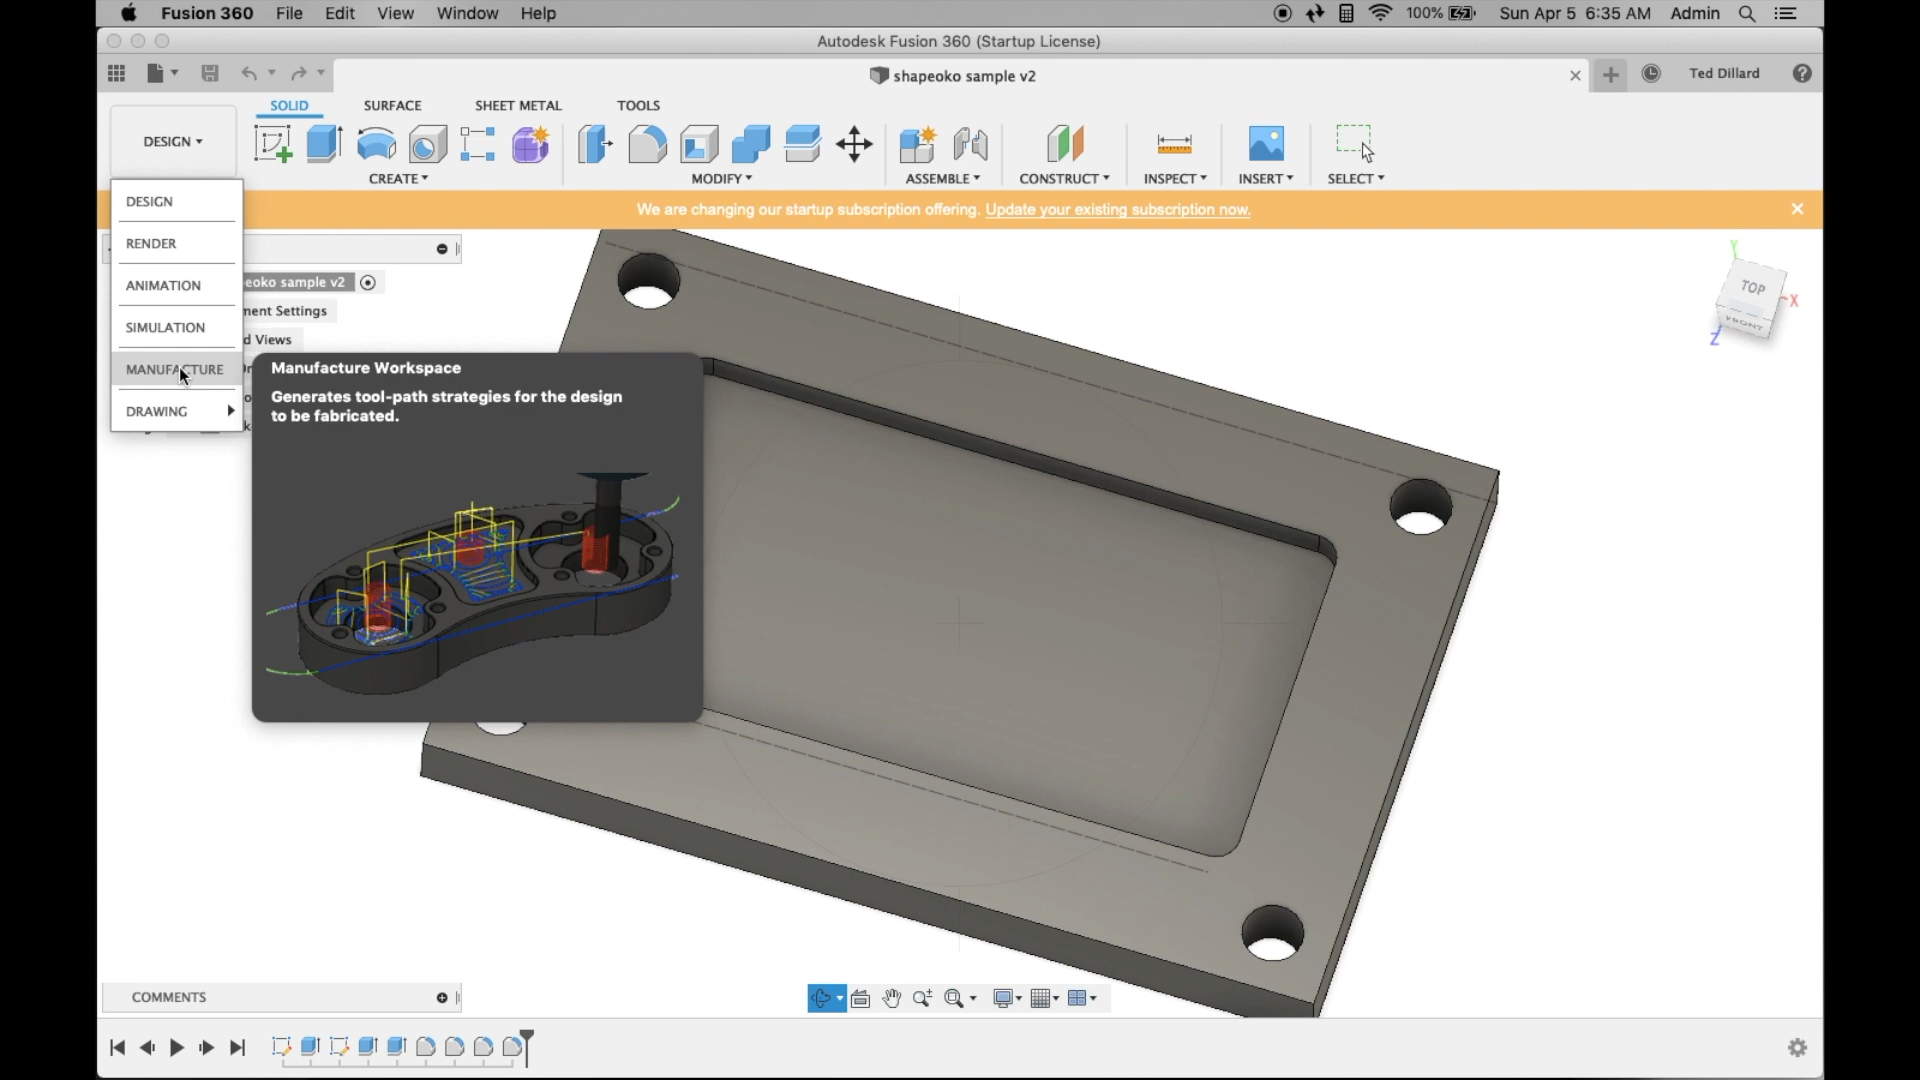 Fusion 360 File Edit View Window Help 100% Sun Apr 5 6:35 AM Admin
Autodesk Fusion 360 (Startup License)
shapeoko sample v2 Ted Dillard
SOLID SURFACE SHEET METAL TOOLS
DESIGN
CREATE MODIFY ASSEMBLE CONSTRUCT INSPECT INSERT SELECT
We are changing our startup subscription offering. Update your existing subscription now.
DESIGN
RENDER
ANIMATION
SIMULATION
MANUFACTURE
DRAWING
eoko sample v2
ment Settings
d Views
Manufacture Workspace
Generates tool-path strategies for the design
to be fabricated.
Y
TOP
X
FRONT
Z
COMMENTS